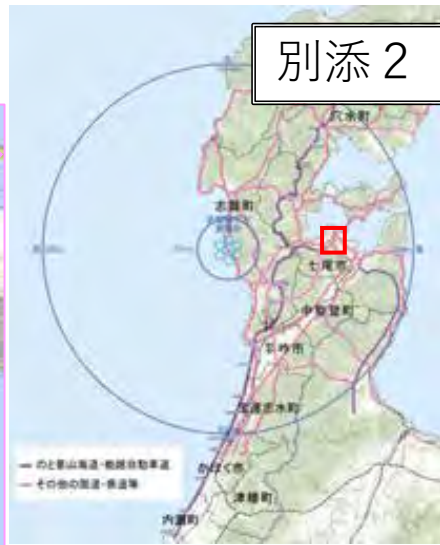 別添２
穴水町
志賀町
七尾市
中能登町
羽咋市
宝達志水町
かほく市
のと里山海道・能越自動車道
その他の国道・県道等
津幡町
内灘町